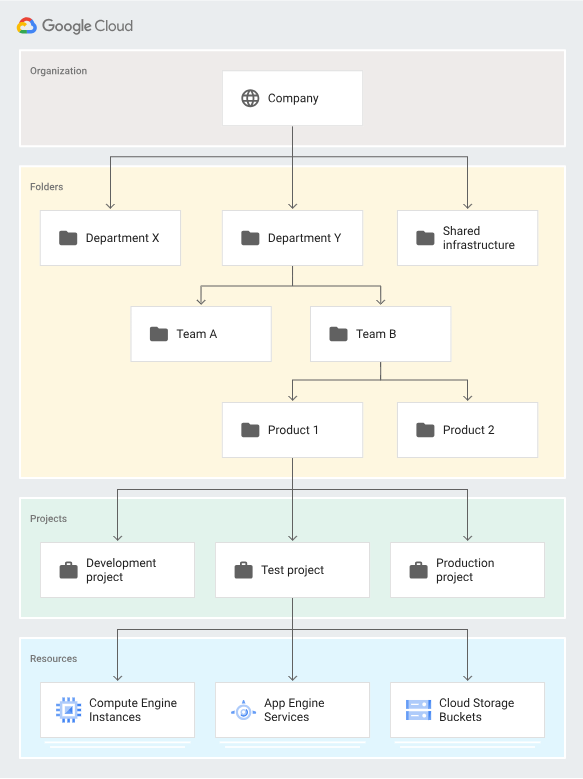 Google Cloud
Organization
Company
Folders
Department X
Department Y
Shared
infrastructure
Team A
Team B
Product 1
Product 2
Projects
Development
project
Test project
Production
project
Resources
Compute Engine
Instances
App Engine
Services
Cloud Storage
Buckets